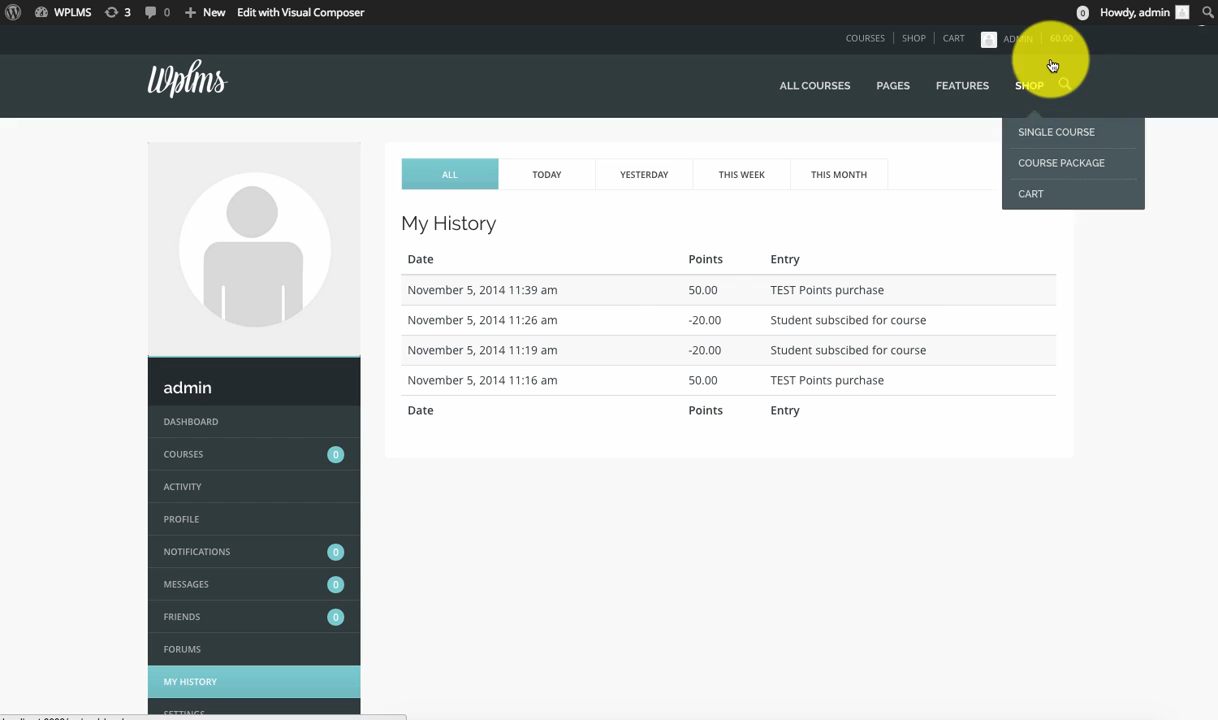 WPLMS 3 0 New Edit with Visual Composer 0 Howdy, admin
COURSES SHOP CART ADMIN 60.00
Wplms
ALL COURSES PAGES FEATURES SHOP
SINGLE COURSE
COURSE PACKAGE
CART
ALL TODAY YESTERDAY THIS WEEK THIS MONTH
My History
Date Points Entry
November 5, 2014 11:39 am 50.00 TEST Points purchase
November 5, 2014 11:26 am -20.00 Student subscibed for course
November 5, 2014 11:19 am -20.00 Student subscibed for course
November 5, 2014 11:16 am 50.00 TEST Points purchase
Date Points Entry
admin
DASHBOARD
COURSES 0
ACTIVITY
PROFILE
NOTIFICATIONS 0
MESSAGES 0
FRIENDS 0
FORUMS
MY HISTORY
SETTINGS